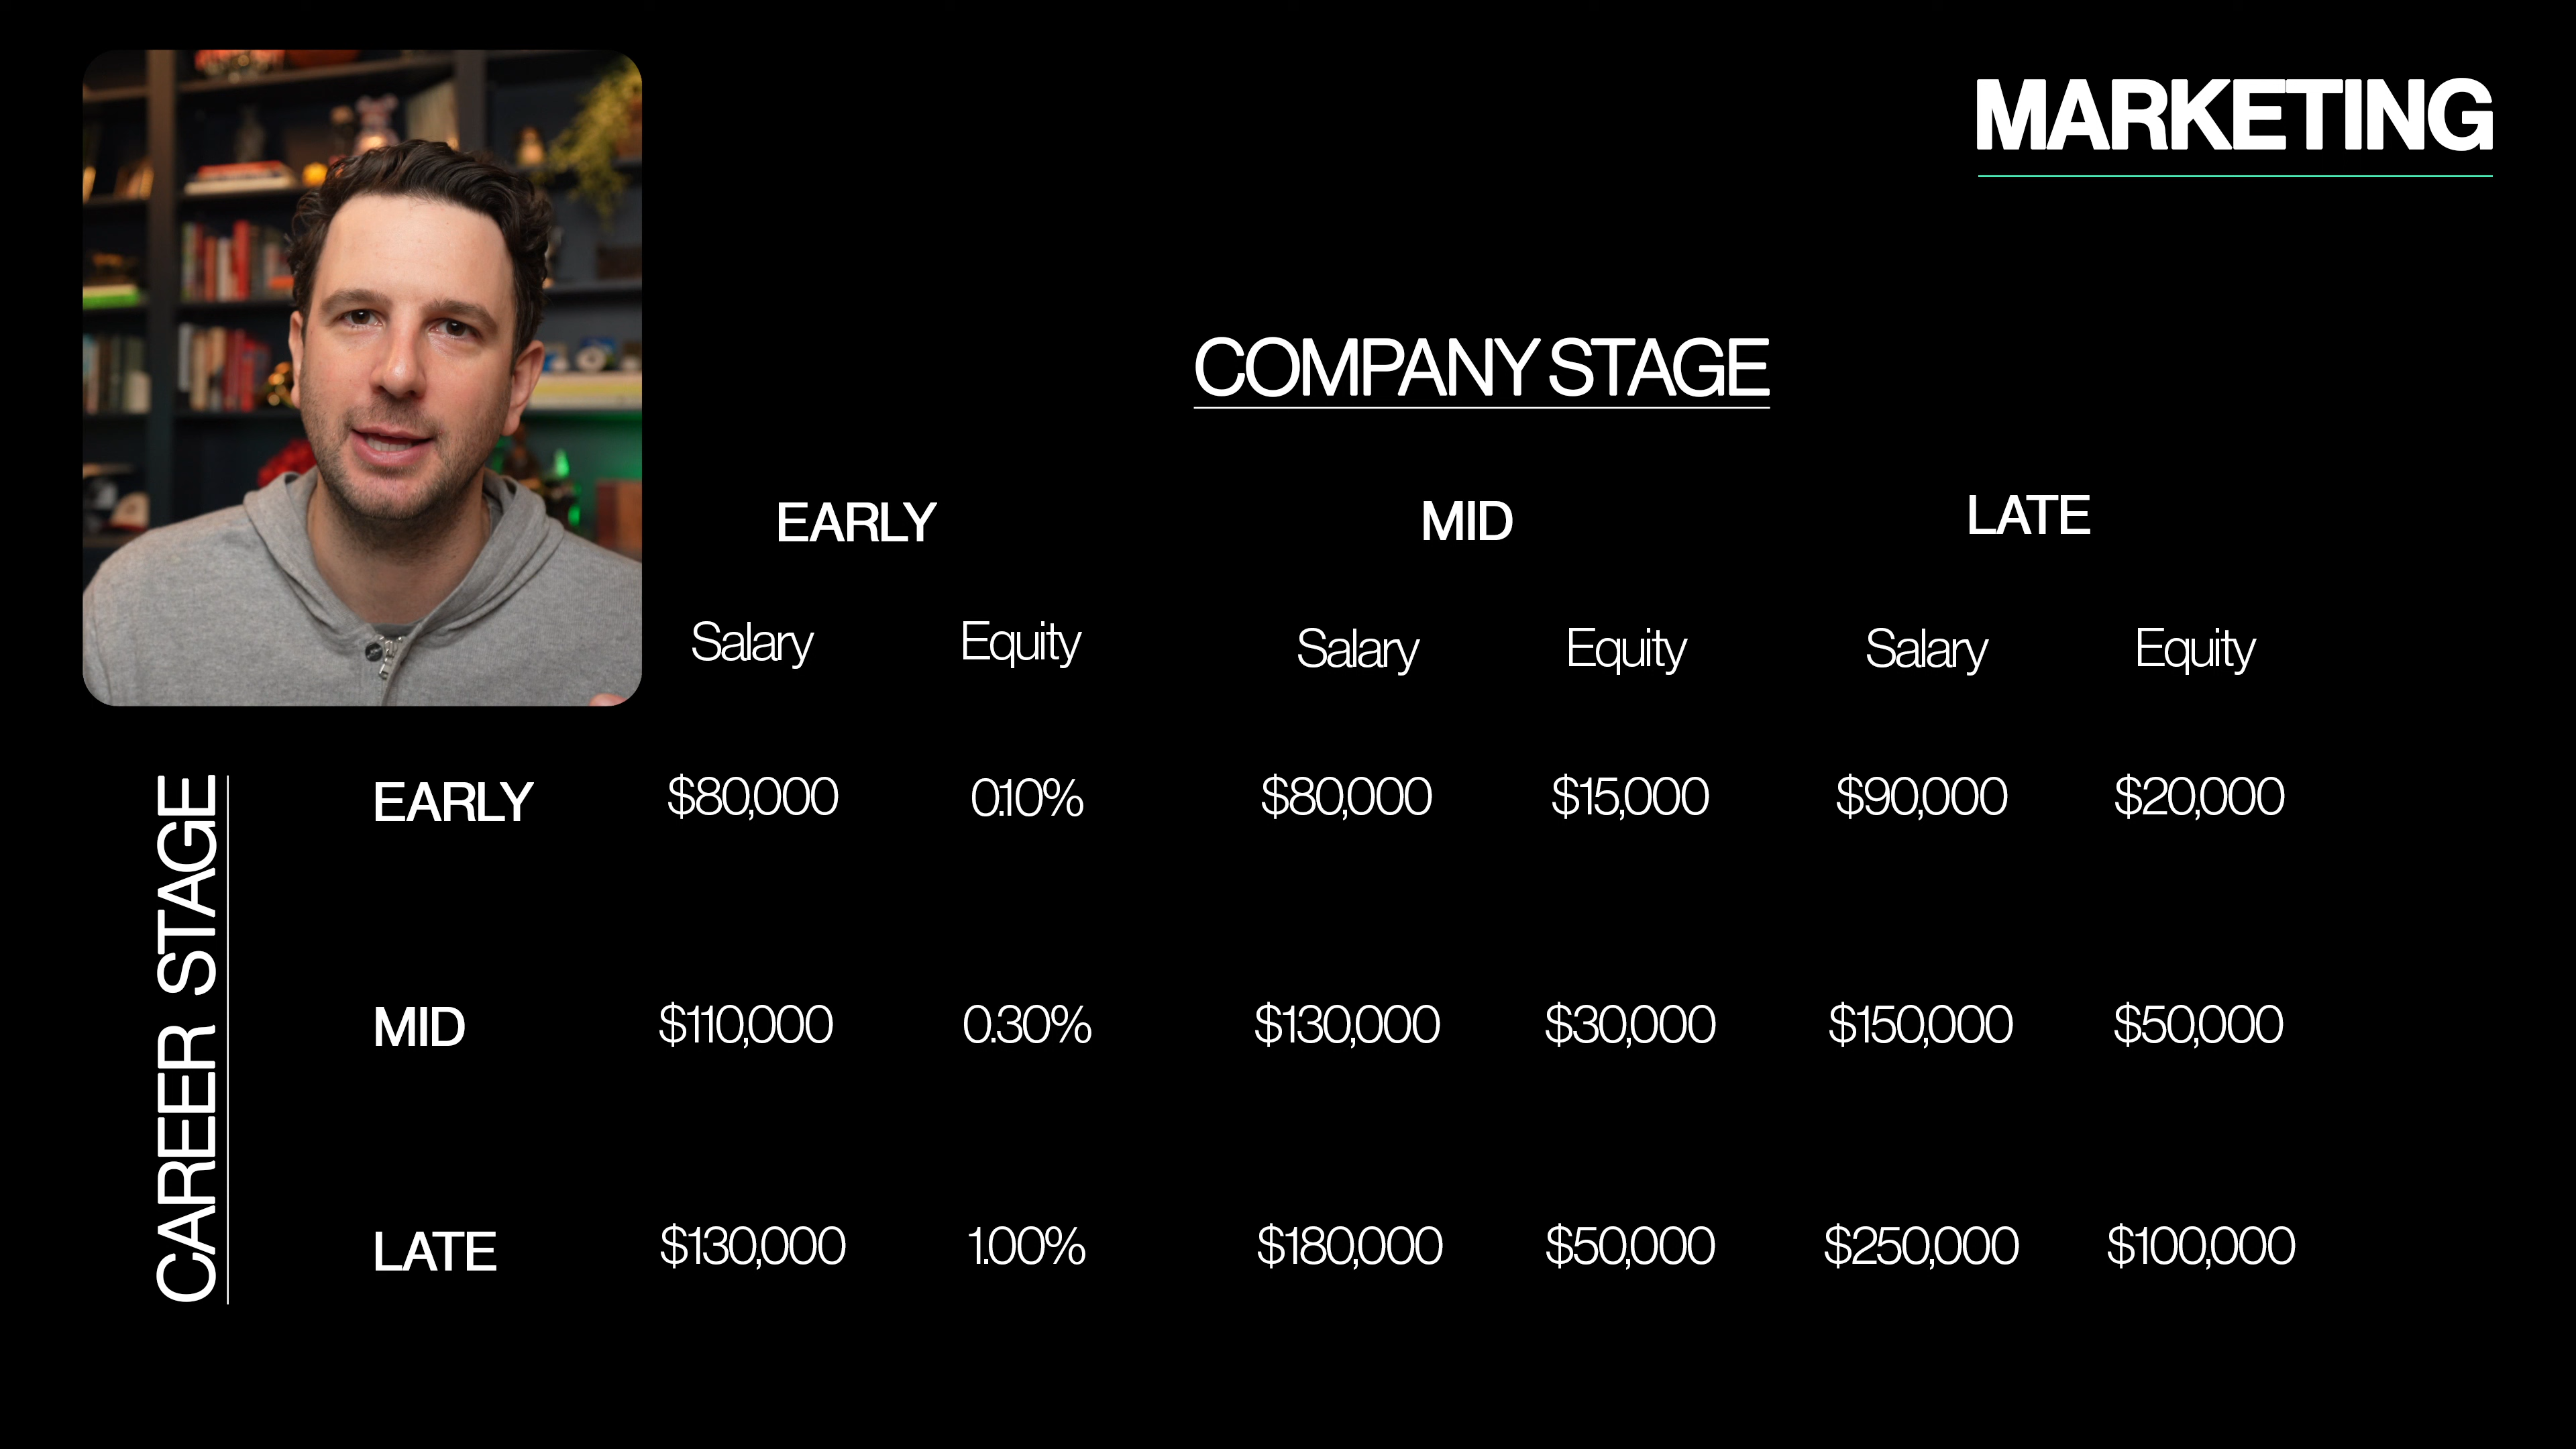 MARKETING
COMPANY STAGE
EARLY MID LATE
Salary Equity Salary Equity Salary Equity
CAREER STAGE
EARLY $80,000 0.10% $80,000 $15,000 $90,000 $20,000
MID $110,000 0.30% $130,000 $30,000 $150,000 $50,000
LATE $130,000 1.00% $180,000 $50,000 $250,000 $100,000